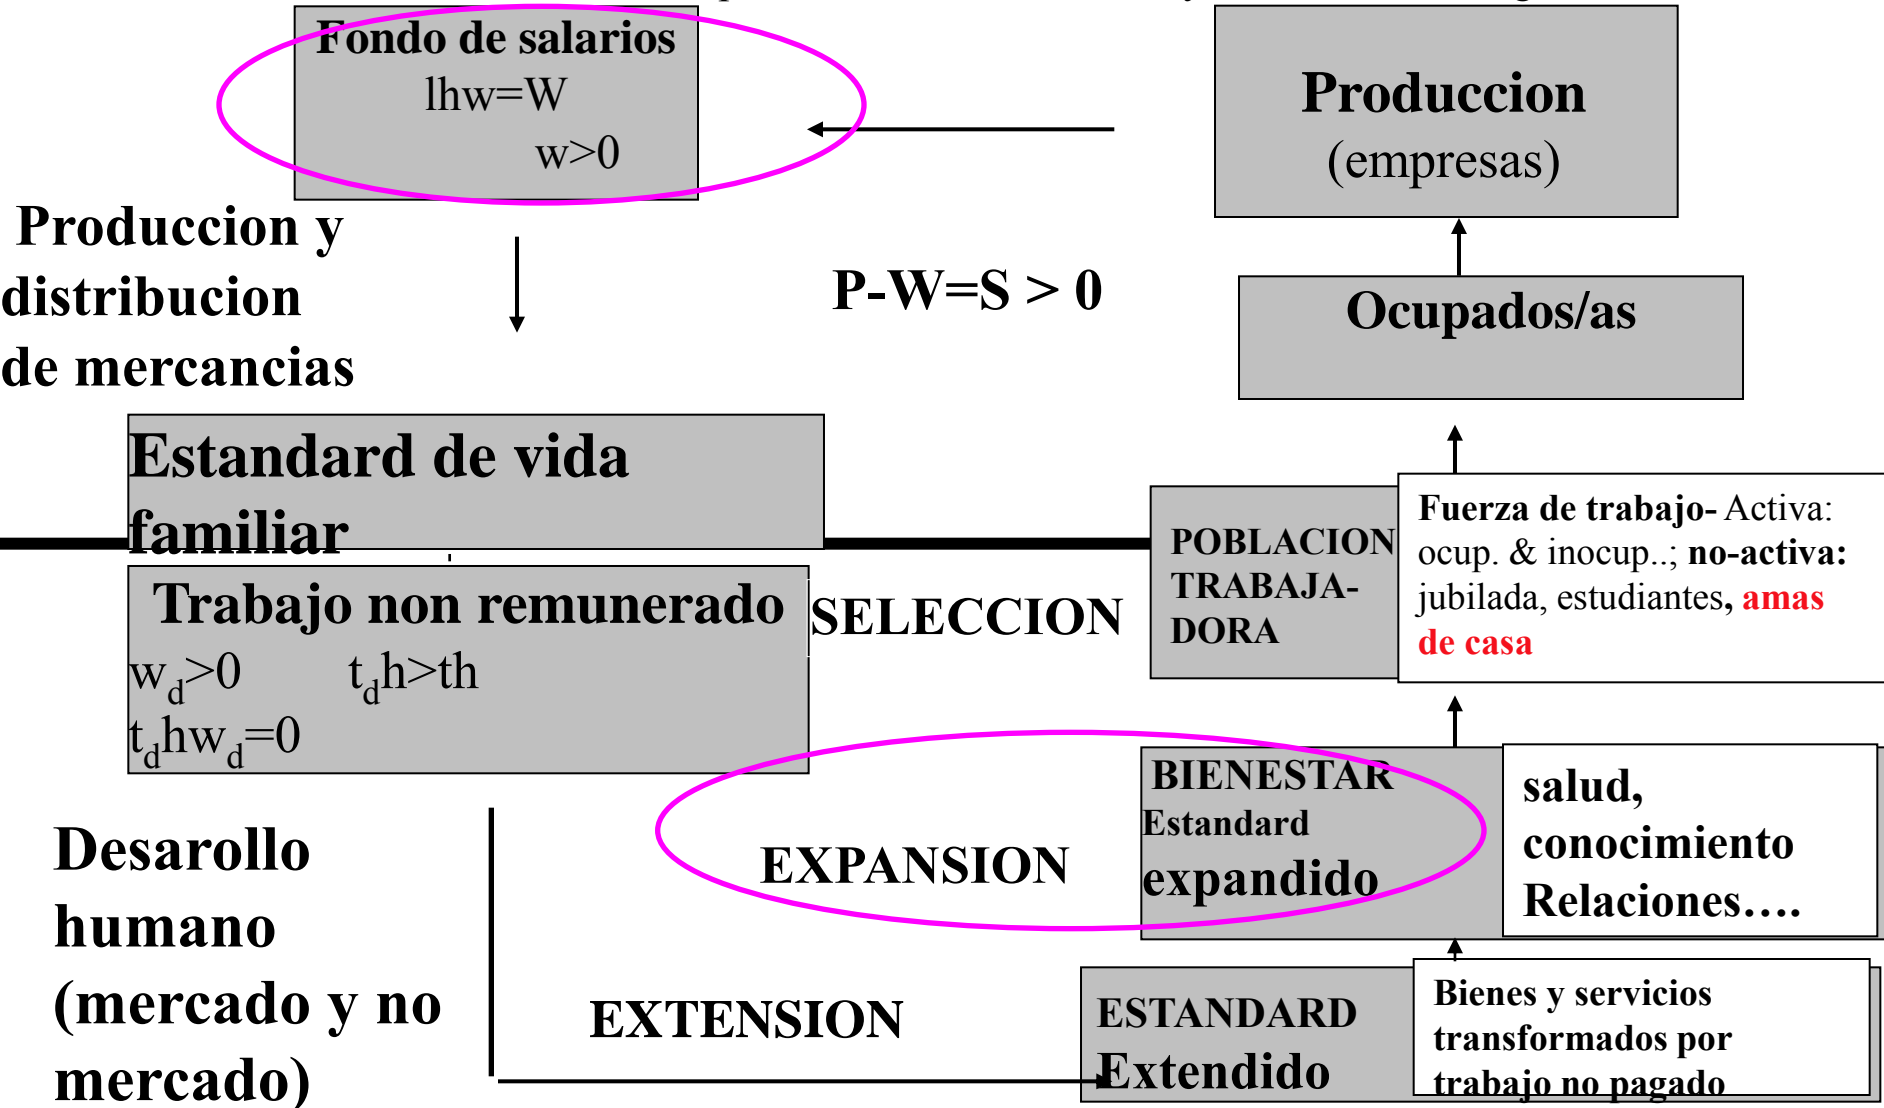 Fondo de salarios
lhw=W
w>0
Produccion
(empresas)
Produccion y
distribucion
de mercancias
P-W=S > 0
Ocupados/as
Estandard de vida
familiar
POBLACION
TRABAJA-
DORA
Fuerza de trabajo- Activa:
ocup. & inocup..; no-activa:
jubilada, estudiantes, amas
de casa
Trabajo non remunerado
w_d>0 t_dh>th
t_dhw_d=0
SELECCION
BIENESTAR
Estandard
expandido
salud,
conocimiento
Relaciones….
EXPANSION
Desarollo
humano
(mercado y no
mercado)
EXTENSION
ESTANDARD
Extendido
Bienes y servicios
transformados por
trabajo no pagado